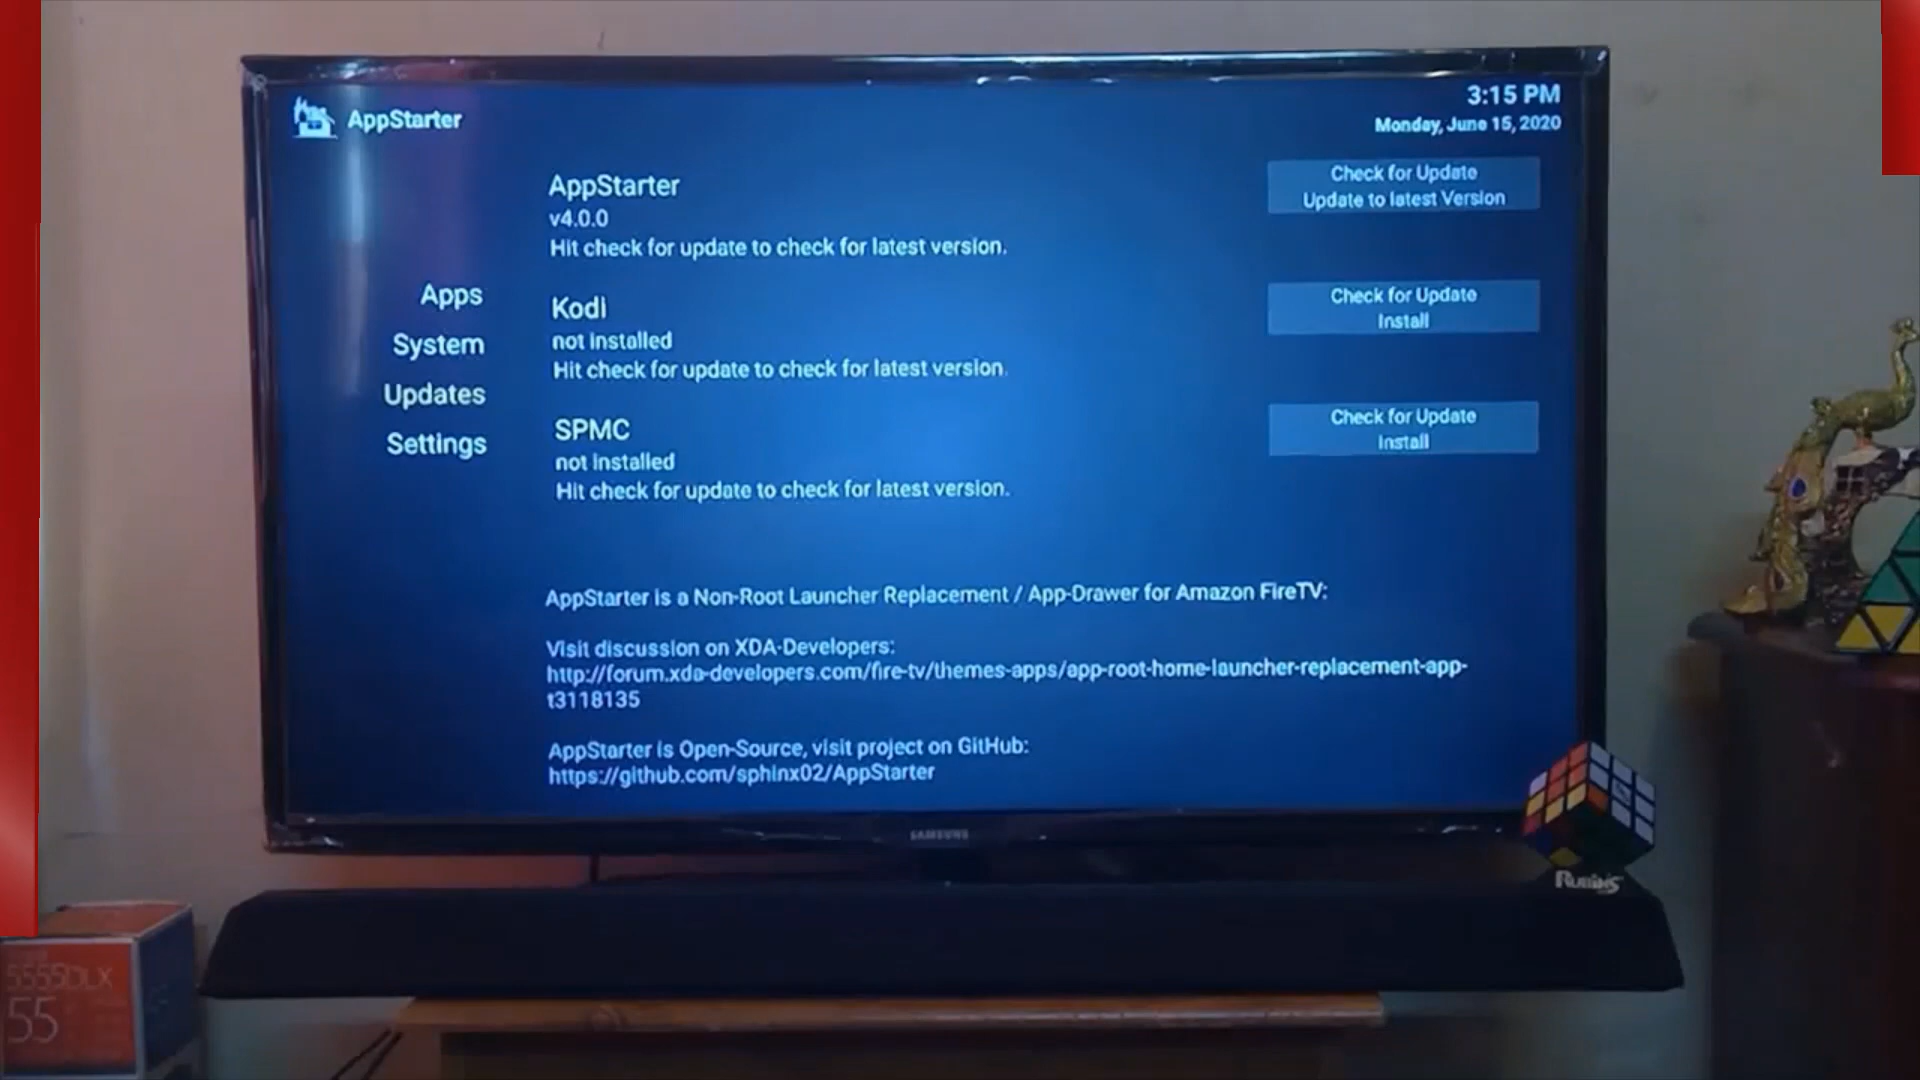 AppStarter
3:15 PM
Monday, June 15, 2020
AppStarter
v4.0.0
Hit check for update to check for latest version.
Check for Update
Update to latest Version
Apps
System
Updates
Settings
Kodi
not installed
Hit check for update to check for latest version.
Check for Update
Install
SPMC
not installed
Hit check for update to check for latest version.
Check for Update
Install
AppStarter is a Non-Root Launcher Replacement / App-Drawer for Amazon FireTV:
Visit discussion on XDA-Developers:
http://forum.xda-developers.com/fire-tv/themes-apps/app-root-home-launcher-replacement-app-
t3118135
AppStarter is Open-Source, visit project on GitHub:
https://github.com/sphinx02/AppStarter
SAMSUNG
5555DLX
55